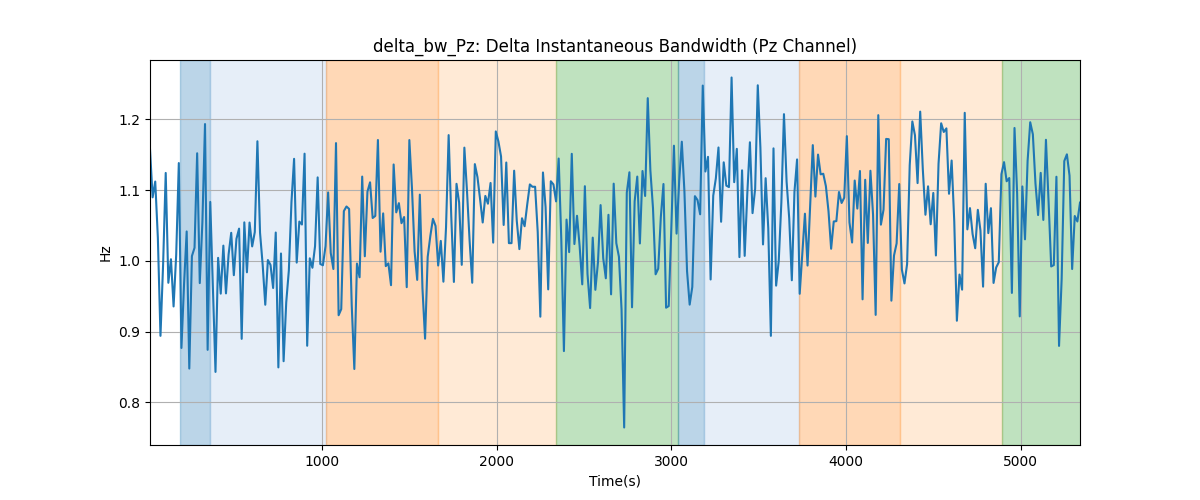 delta_bw_Pz: Delta Instantaneous Bandwidth (Pz Channel)
Hz
1.2
1.1
1.0
0.9
0.8
1000 2000 3000 4000 5000
Time(s)